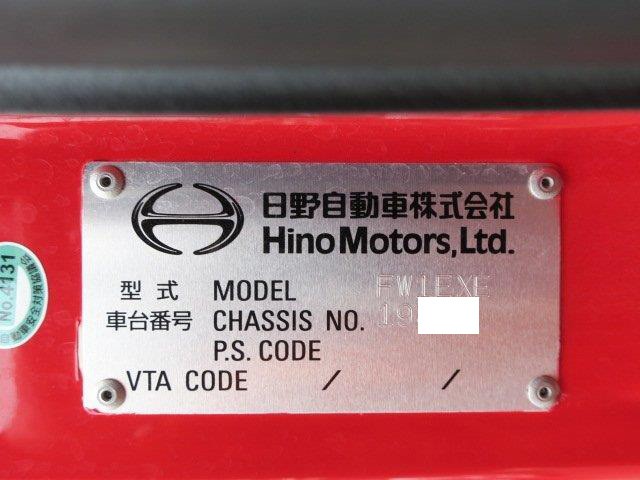 日野自動車株式会社
Hino Motors, Ltd.
型式 MODEL FW1EXE
車台番号 CHASSIS NO. 19
P.S. CODE
VTA CODE / /
No.4131